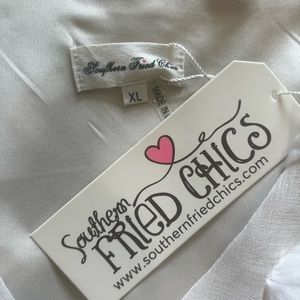 Southern Fried Chics
XL
MADE IN
Southern
FRIED CHICS
www.southernfriedchics.com